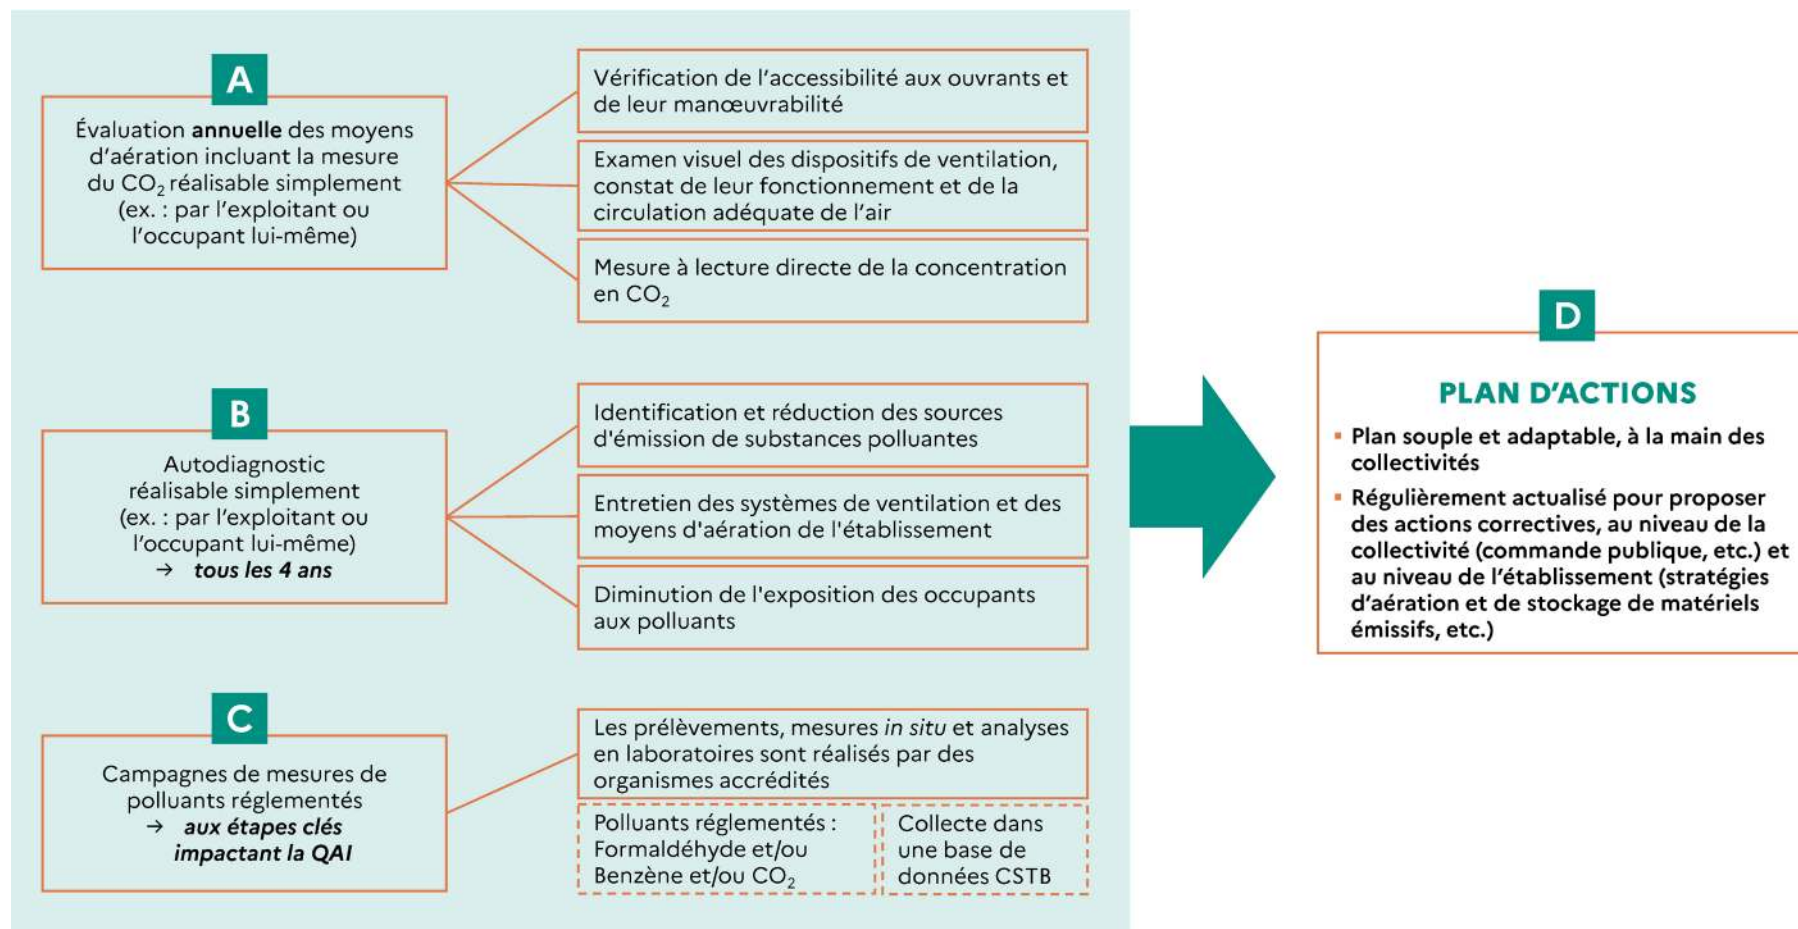 A
Évaluation annuelle des moyens
d'aération incluant la mesure
du CO₂ réalisable simplement
(ex. : par l'exploitant ou
l'occupant lui-même)
Vérification de l'accessibilité aux ouvrants et
de leur manœuvrabilité
Examen visuel des dispositifs de ventilation,
constat de leur fonctionnement et de la
circulation adéquate de l'air
Mesure à lecture directe de la concentration
en CO₂
B
Autodiagnostic
réalisable simplement
(ex. : par l'exploitant ou
l'occupant lui-même)
→ tous les 4 ans
Identification et réduction des sources
d'émission de substances polluantes
Entretien des systèmes de ventilation et des
moyens d'aération de l'établissement
Diminution de l'exposition des occupants
aux polluants
C
Campagnes de mesures de
polluants réglementés
→ aux étapes clés
impactant la QAI
Les prélèvements, mesures in situ et analyses
en laboratoires sont réalisés par des
organismes accrédités
Polluants réglementés :
Formaldéhyde et/ou
Benzène et/ou CO₂
Collecte dans
une base de
données CSTB
D
PLAN D'ACTIONS
▪ Plan souple et adaptable, à la main des
collectivités
▪ Régulièrement actualisé pour proposer
des actions correctives, au niveau de la
collectivité (commande publique, etc.) et
au niveau de l'établissement (stratégies
d'aération et de stockage de matériels
émissifs, etc.)